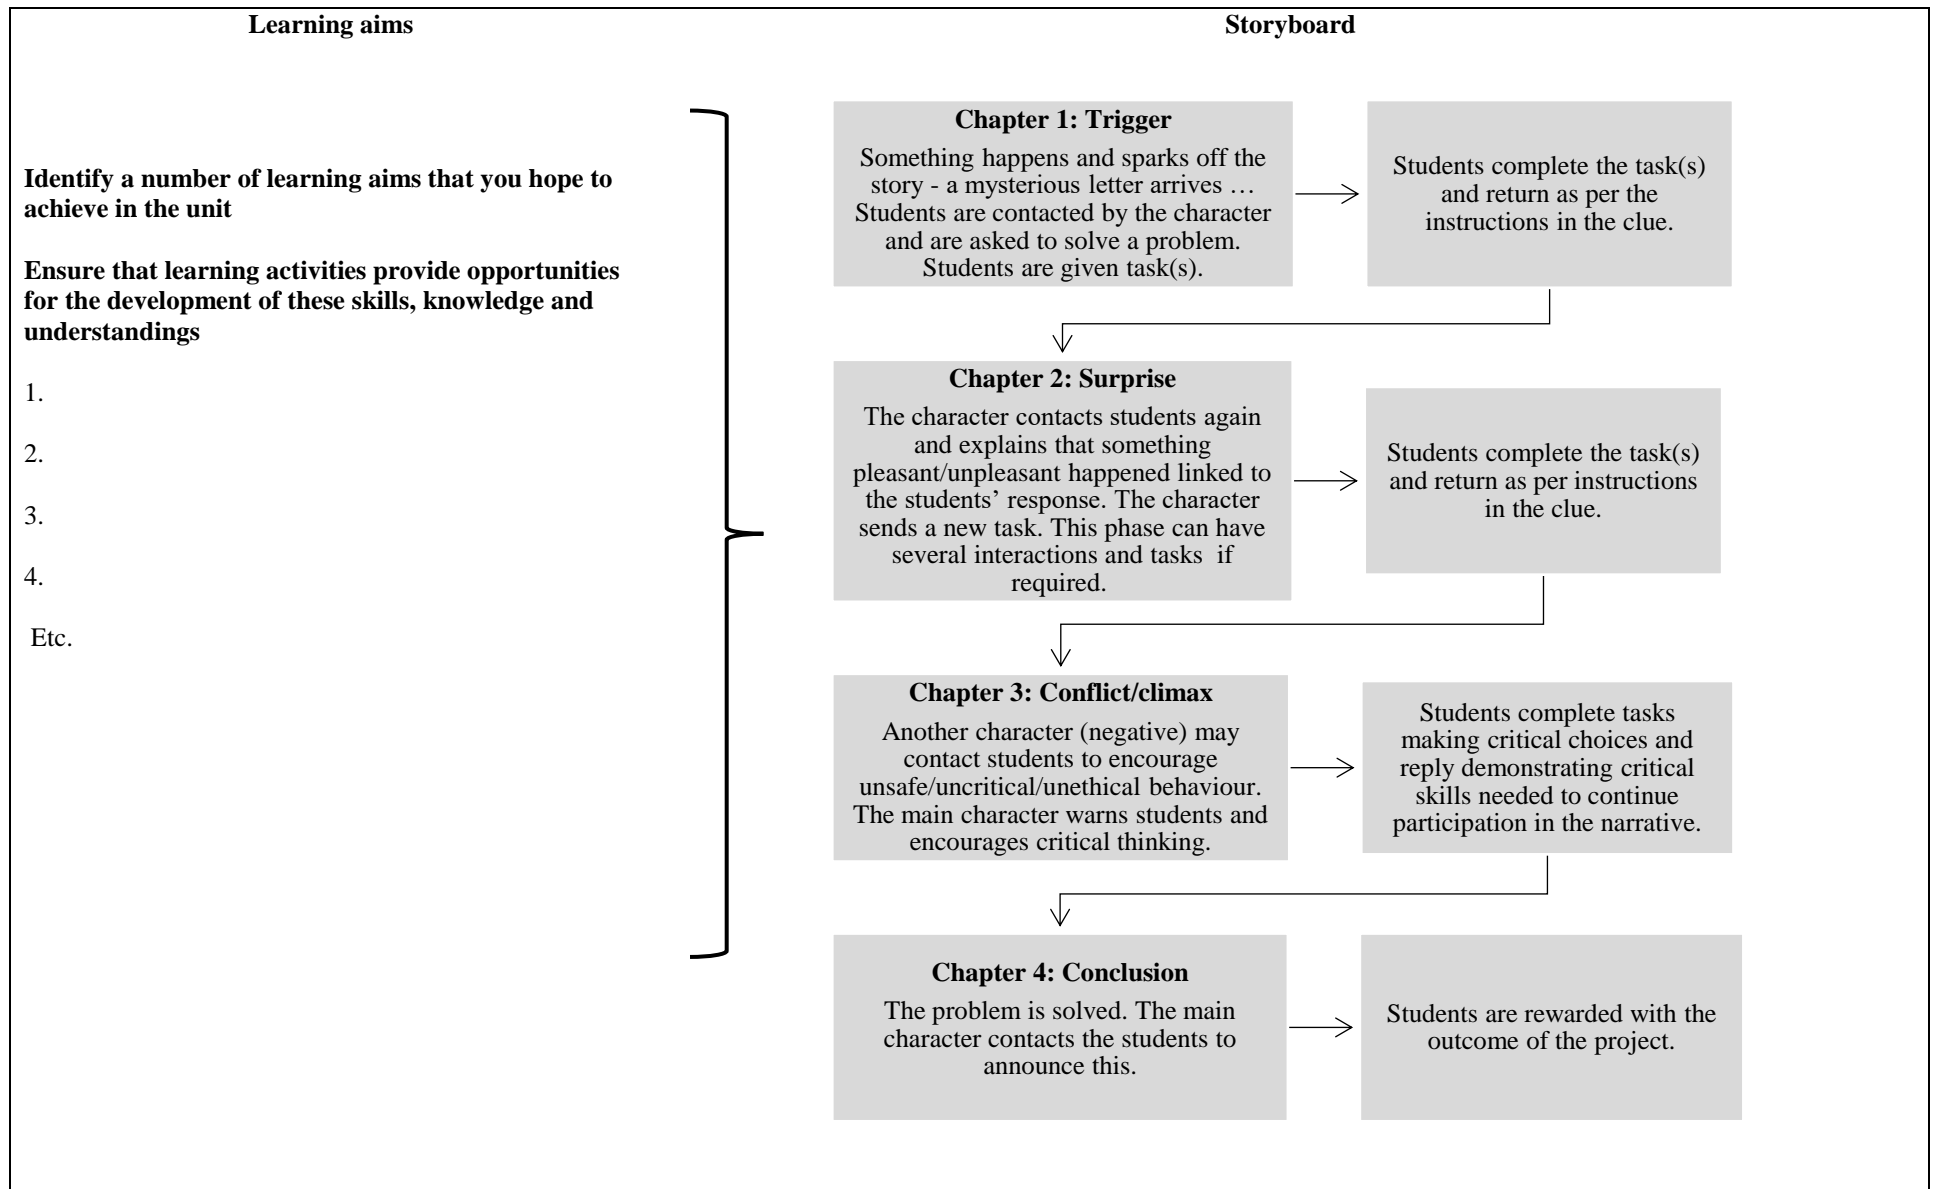 Learning aims
Storyboard
Identify a number of learning aims that you hope to
achieve in the unit
Ensure that learning activities provide opportunities
for the development of these skills, knowledge and
understandings
1.
2.
3.
4.
Etc.
Chapter 1: Trigger
Something happens and sparks off the
story - a mysterious letter arrives …
Students are contacted by the character
and are asked to solve a problem.
Students are given task(s).
Students complete the task(s)
and return as per the
instructions in the clue.
Chapter 2: Surprise
The character contacts students again
and explains that something
pleasant/unpleasant happened linked to
the students’ response. The character
sends a new task. This phase can have
several interactions and tasks  if
required.
Students complete the task(s)
and return as per instructions
in the clue.
Chapter 3: Conflict/climax
Another character (negative) may
contact students to encourage
unsafe/uncritical/unethical behaviour.
The main character warns students and
encourages critical thinking.
Students complete tasks
making critical choices and
reply demonstrating critical
skills needed to continue
participation in the narrative.
Chapter 4: Conclusion
The problem is solved. The main
character contacts the students to
announce this.
Students are rewarded with the
outcome of the project.